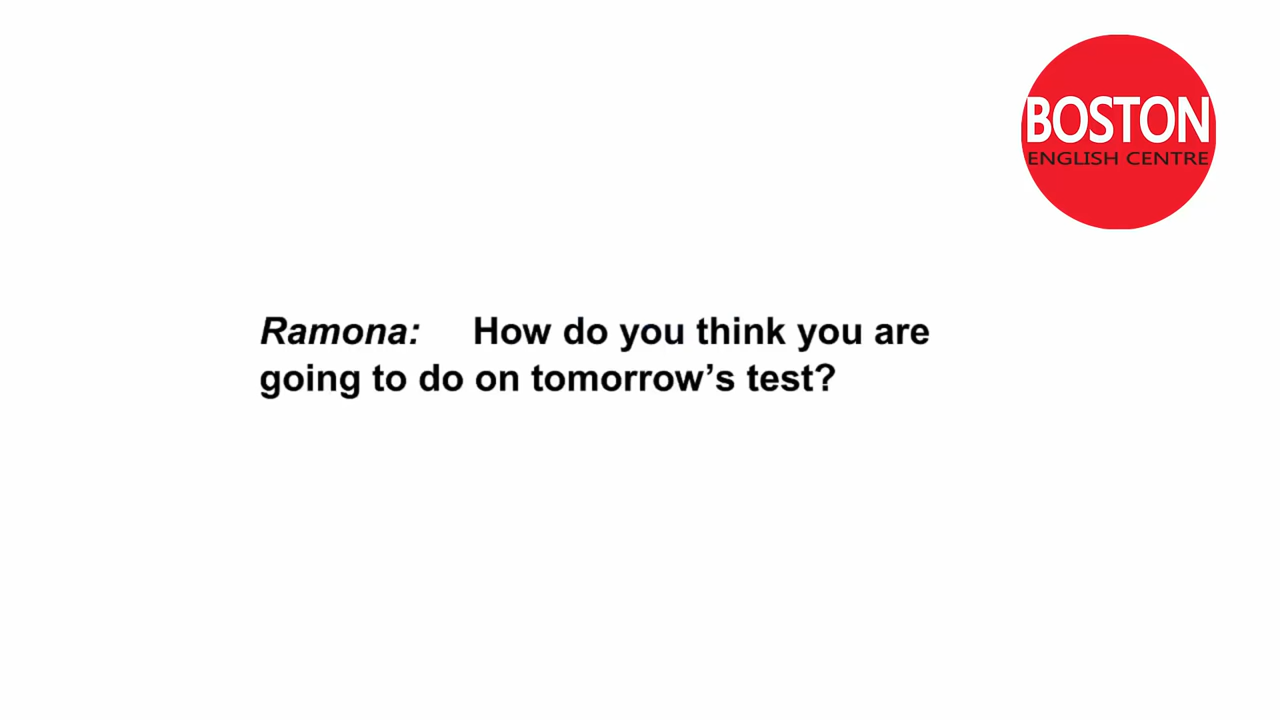 BOSTON
ENGLISH CENTRE
Ramona: How do you think you are
going to do on tomorrow’s test?